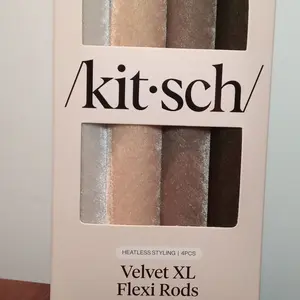 /kit·sch/
HEATLESS STYLING | 4PCS
Velvet XL
Flexi Rods